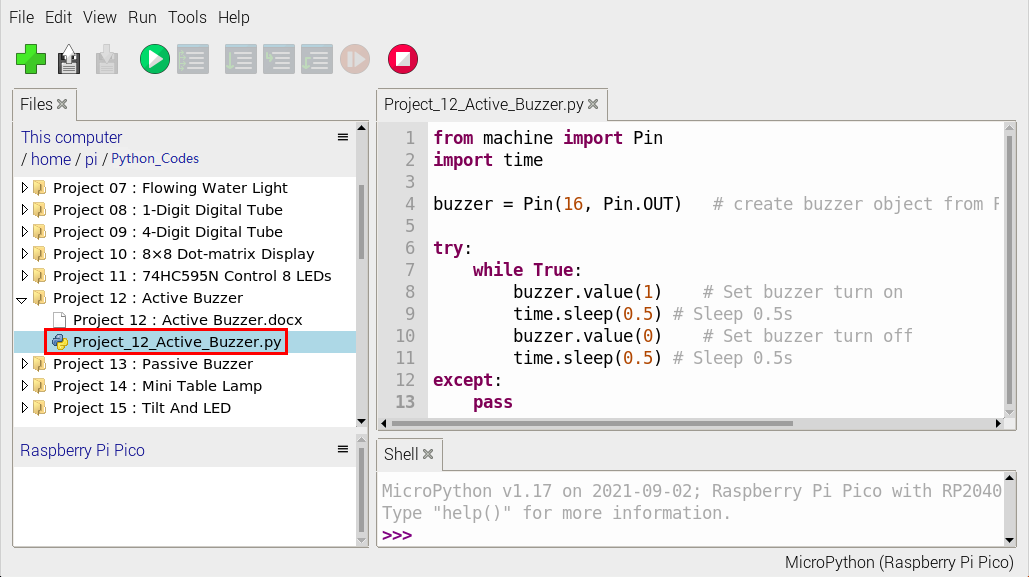 File Edit View Run Tools Help
Files
This computer
/ home / pi / Python_Codes
Project 07 : Flowing Water Light
Project 08 : 1-Digit Digital Tube
Project 09 : 4-Digit Digital Tube
Project 10 : 8×8 Dot-matrix Display
Project 11 : 74HC595N Control 8 LEDs
Project 12 : Active Buzzer
Project 12 : Active Buzzer.docx
Project_12_Active_Buzzer.py
Project 13 : Passive Buzzer
Project 14 : Mini Table Lamp
Project 15 : Tilt And LED
Raspberry Pi Pico
Project_12_Active_Buzzer.py
1 from machine import Pin
2 import time
3
4 buzzer = Pin(16, Pin.OUT)   # create buzzer object from
5
6 try:
7     while True:
8         buzzer.value(1)    # Set buzzer turn on
9         time.sleep(0.5) # Sleep 0.5s
10         buzzer.value(0)    # Set buzzer turn off
11         time.sleep(0.5) # Sleep 0.5s
12 except:
13     pass
Shell
MicroPython v1.17 on 2021-09-02; Raspberry Pi Pico with RP2040
Type "help()" for more information.
>>>
MicroPython (Raspberry Pi Pico)